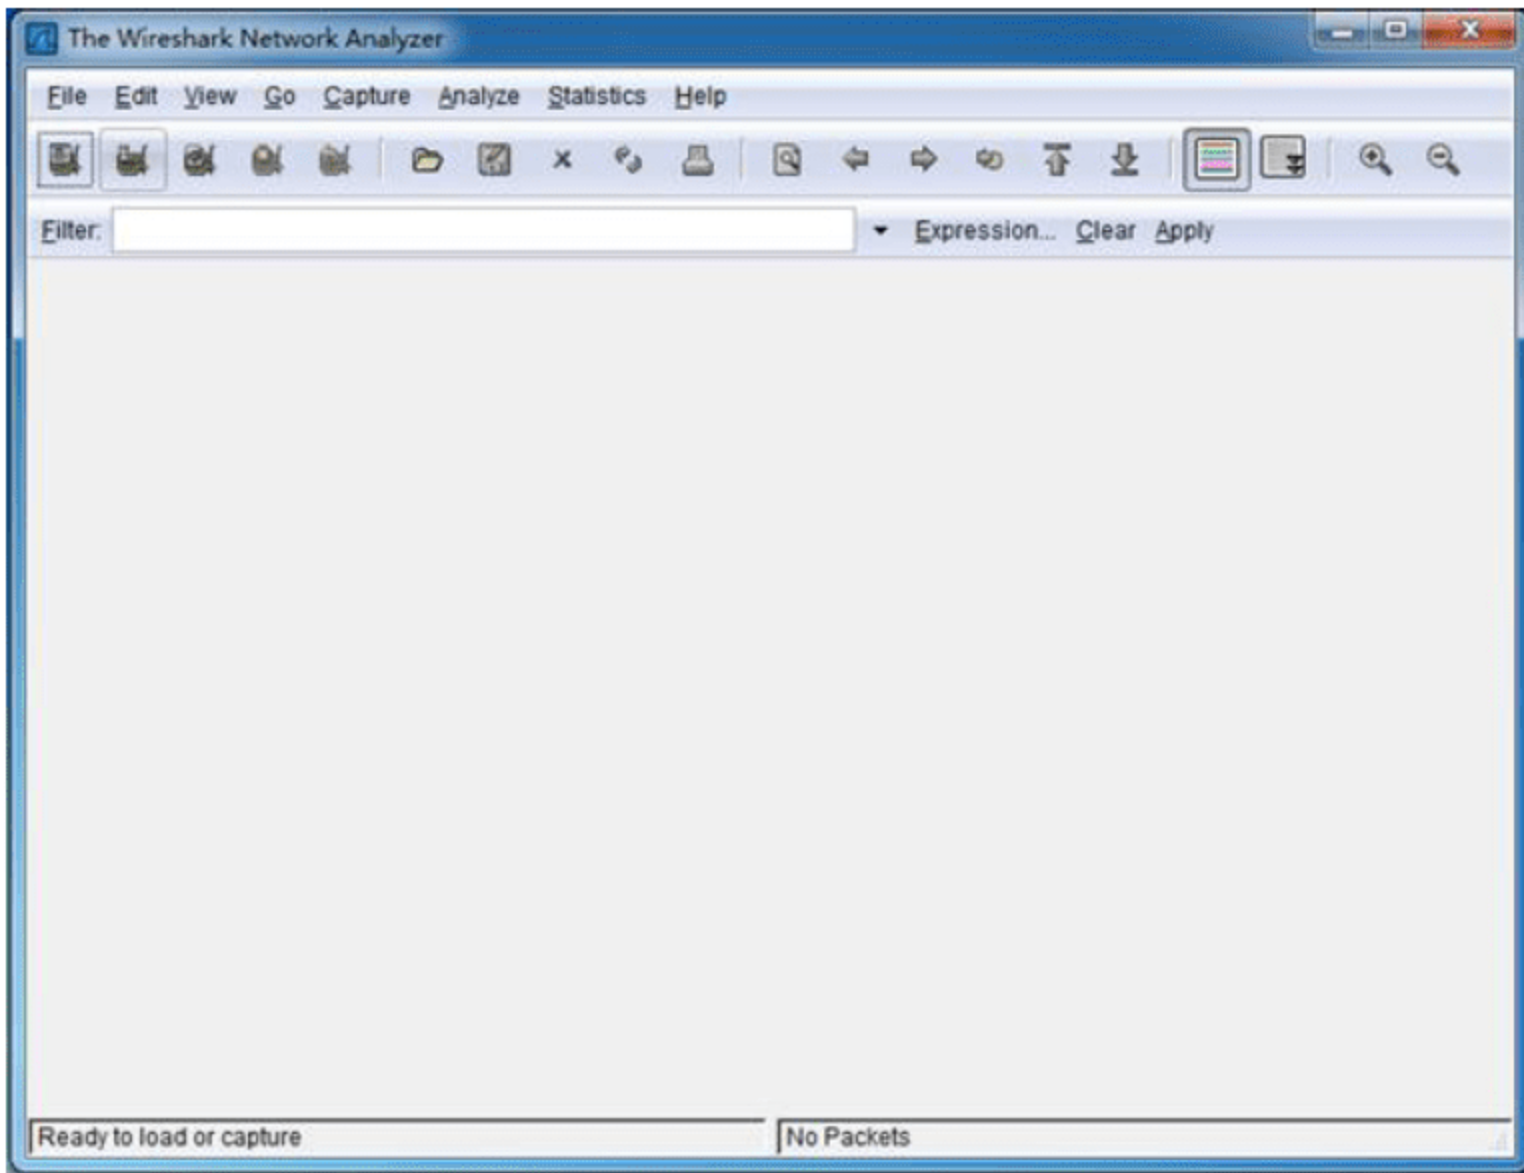 The Wireshark Network Analyzer
File Edit View Go Capture Analyze Statistics Help
Filter: Expression... Clear Apply
Ready to load or capture No Packets